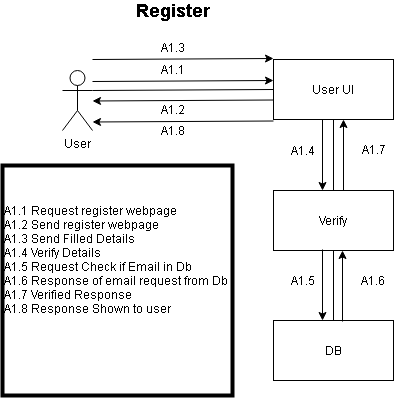 Register
A1.3
A1.1
User UI
A1.2
A1.8
User
A1.4
A1.7
A1.1 Request register webpage
A1.2 Send register webpage
A1.3 Send Filled Details
A1.4 Verify Details
A1.5 Request Check if Email in Db
A1.6 Response of email request from Db
A1.7 Verified Response
A1.8 Response Shown to user
Verify
A1.5
A1.6
DB